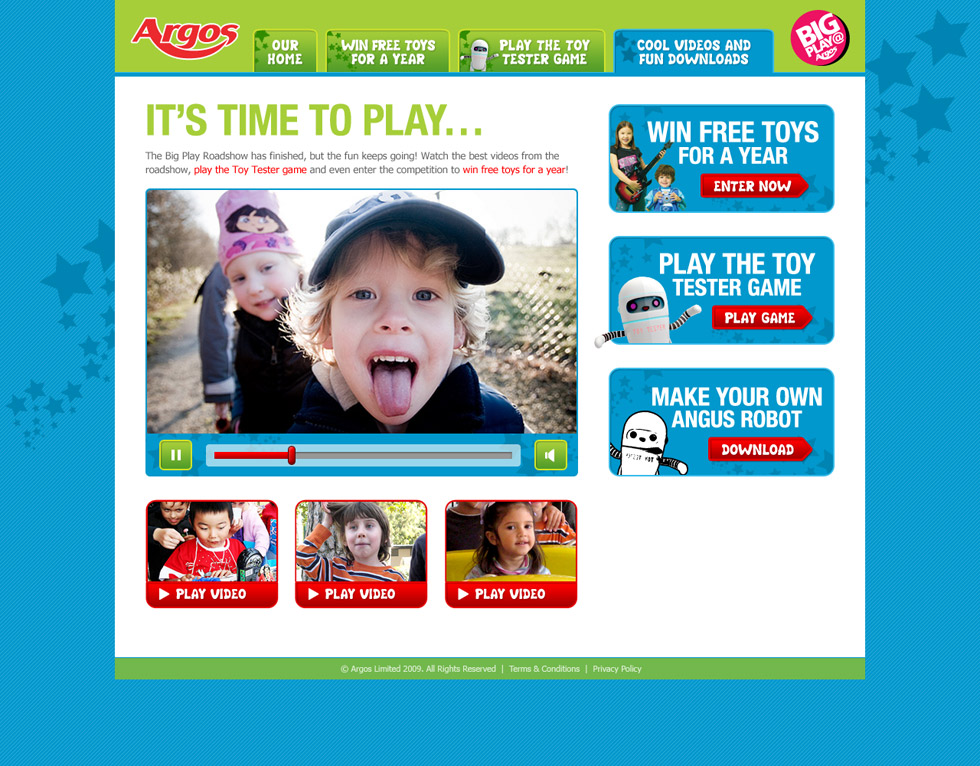 Argos
OUR
HOME
WIN FREE TOYS
FOR A YEAR
PLAY THE TOY
TESTER GAME
COOL VIDEOS AND
FUN DOWNLOADS
BIG
PLAY@
Argos
IT'S TIME TO PLAY...
The Big Play Roadshow has finished, but the fun keeps going! Watch the best videos from the
roadshow, play the Toy Tester game and even enter the competition to win free toys for a year!
WIN FREE TOYS
FOR A YEAR
ENTER NOW
PLAY THE TOY
TESTER GAME
PLAY GAME
MAKE YOUR OWN
ANGUS ROBOT
DOWNLOAD
PLAY VIDEO
PLAY VIDEO
PLAY VIDEO
© Argos Limited 2009. All Rights Reserved | Terms & Conditions | Privacy Policy